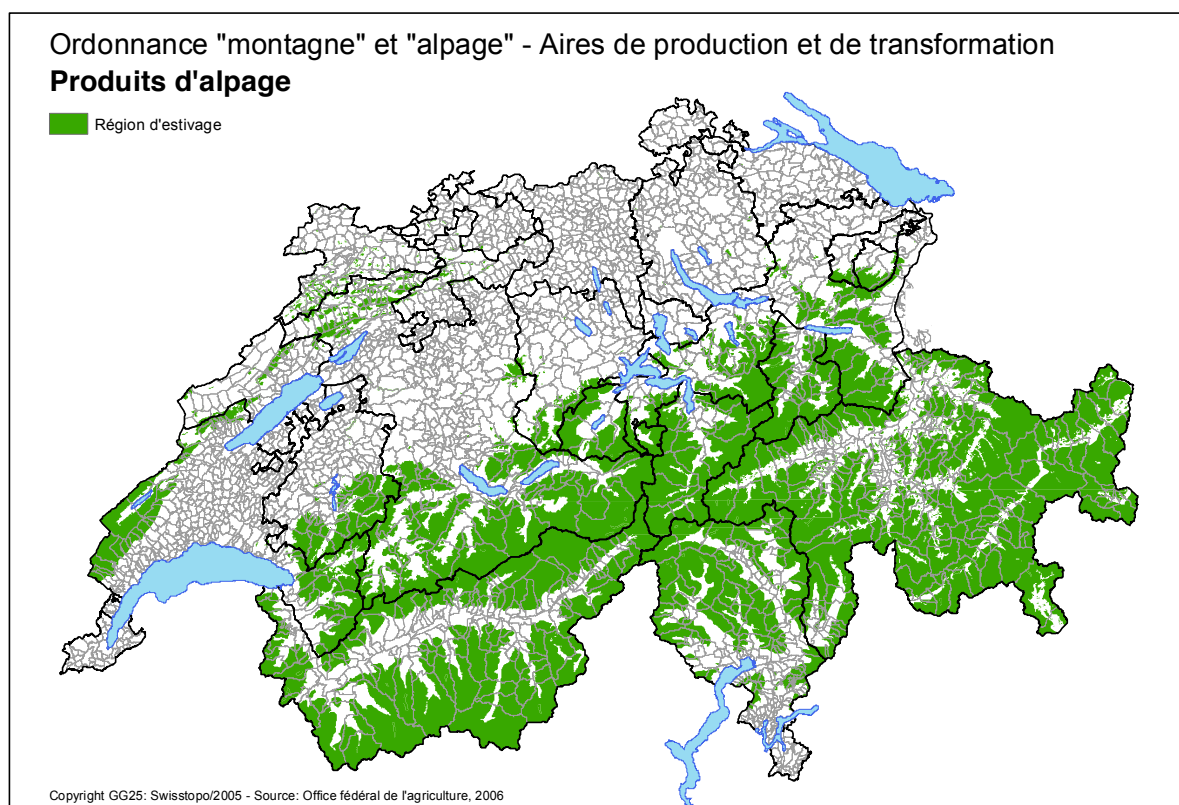 Ordonnance "montagne" et "alpage" - Aires de production et de transformation
Produits d'alpage
Région d'estivage
Copyright GG25: Swisstopo/2005 - Source: Office fédéral de l'agriculture, 2006